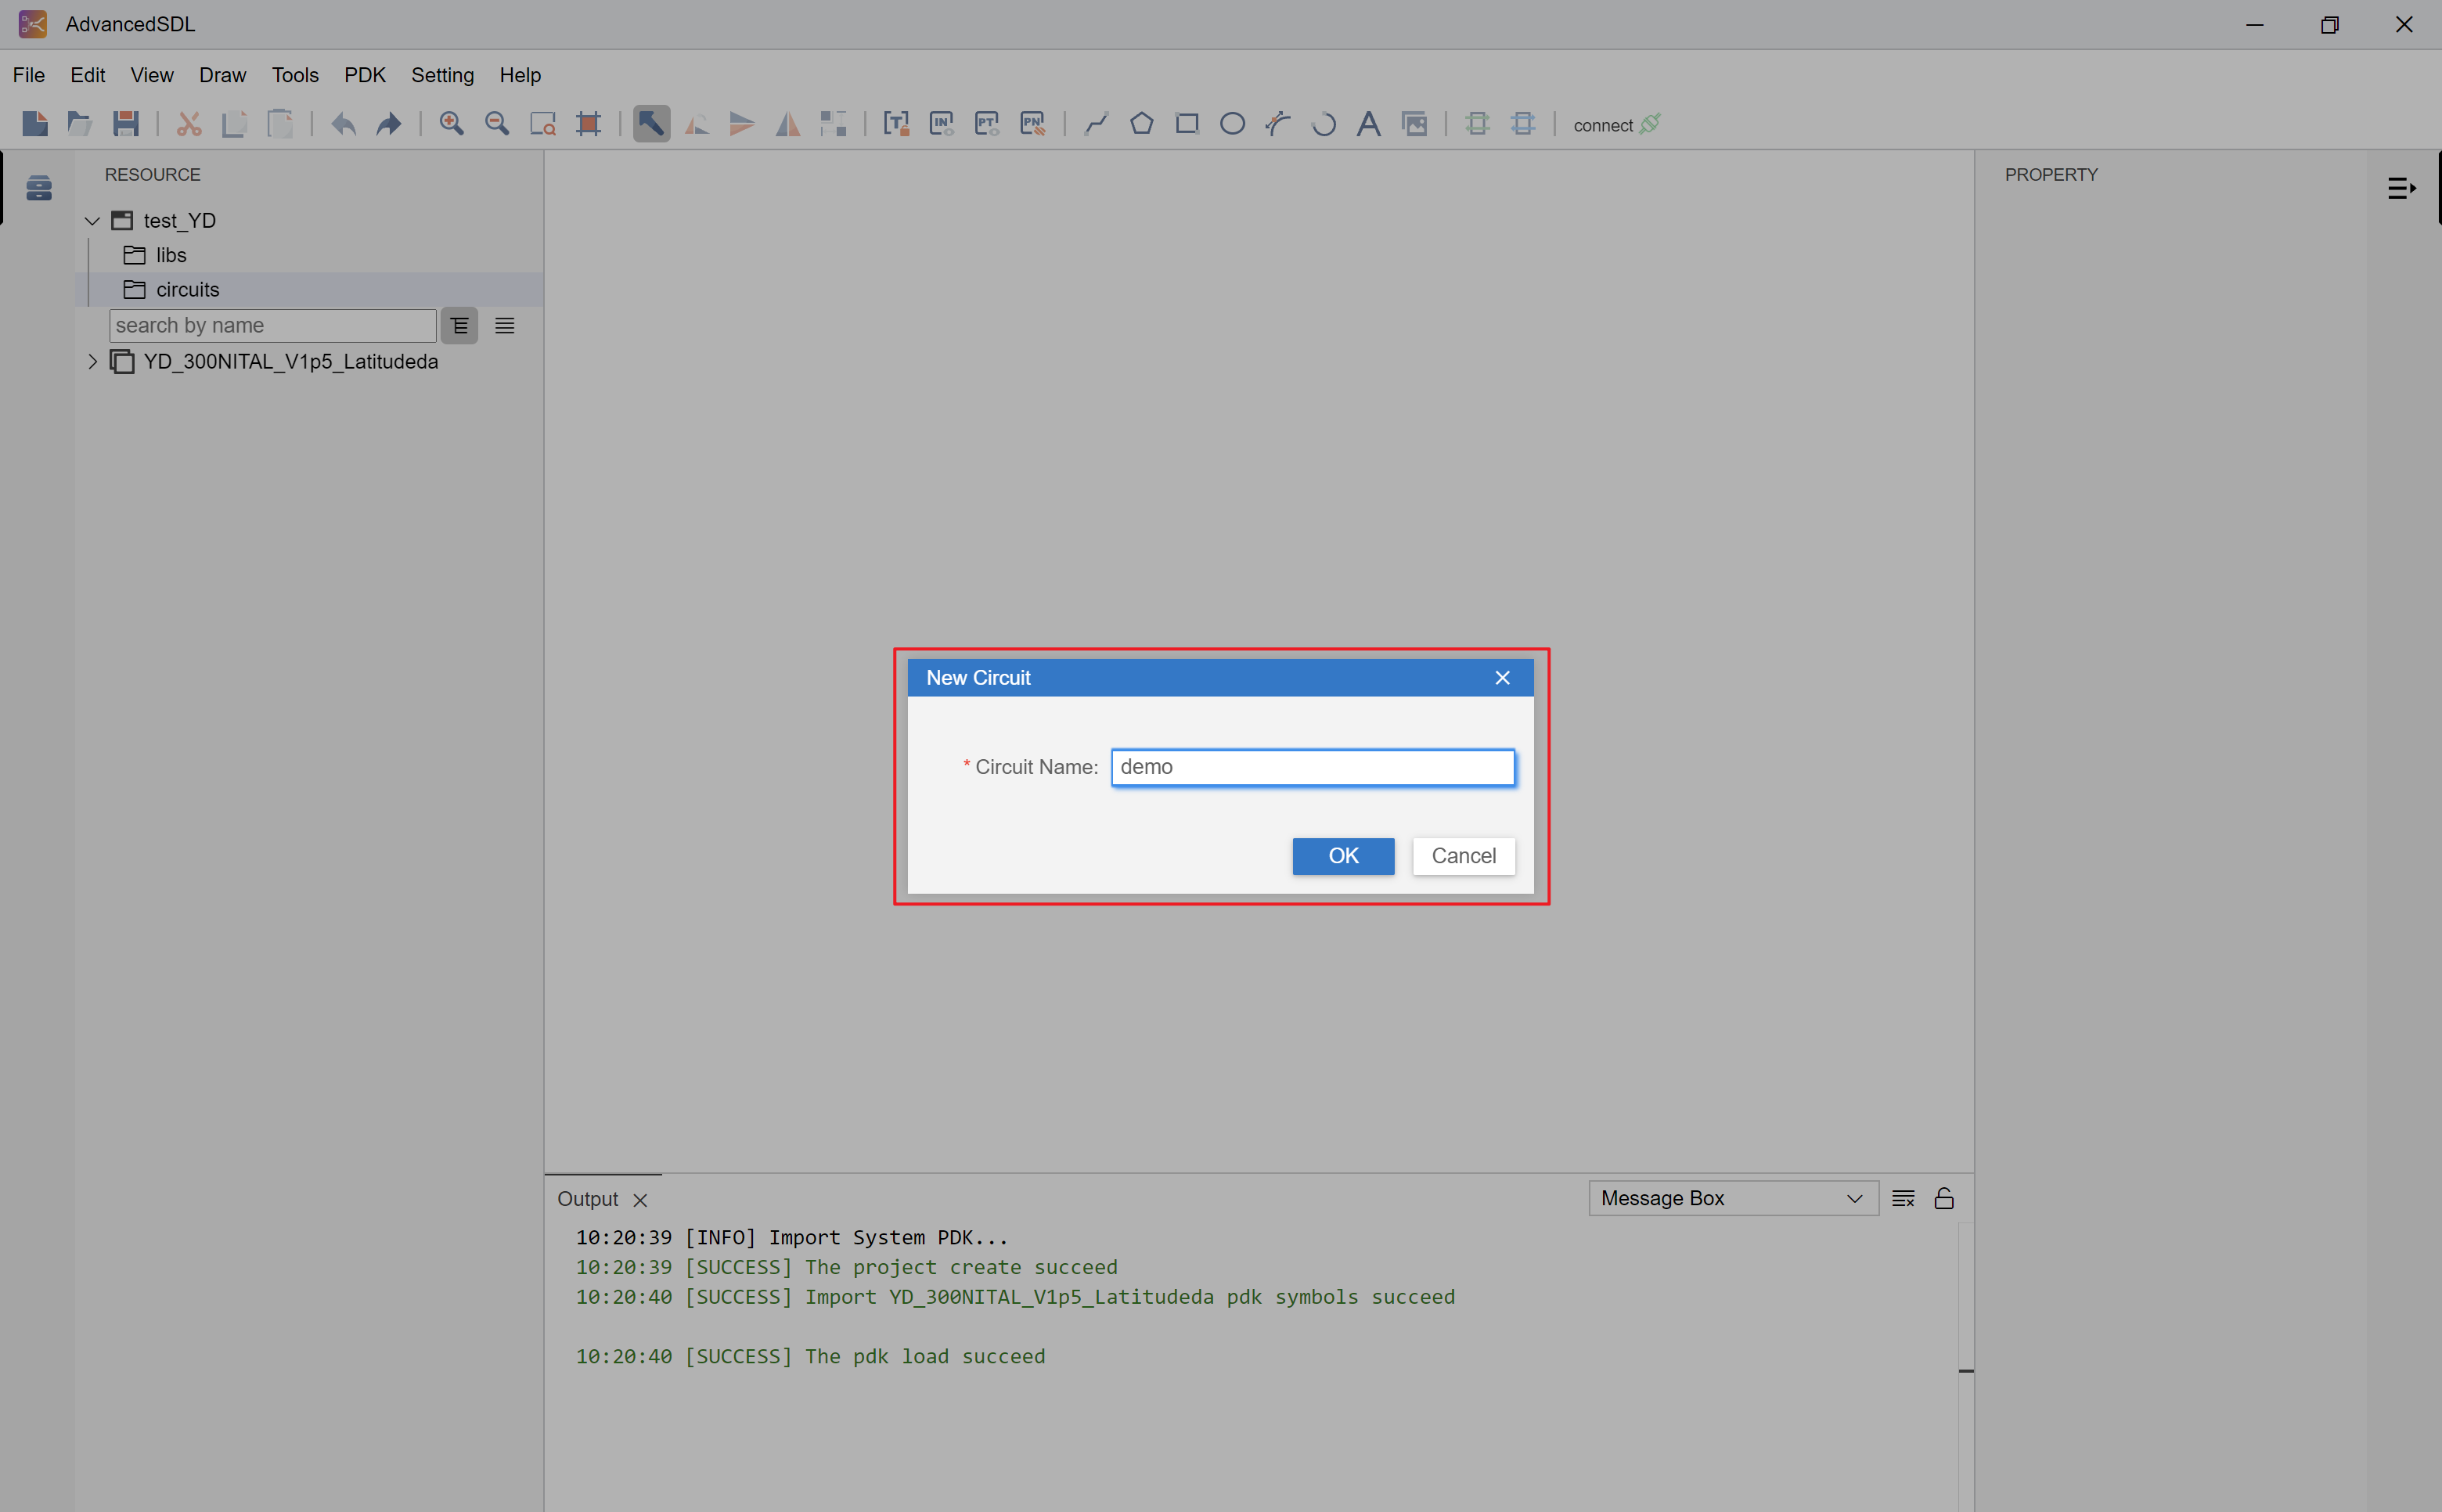 AdvancedSDL
File Edit View Draw Tools PDK Setting Help
connect
RESOURCE
test_YD
libs
circuits
search by name
YD_300NITAL_V1p5_Latitudeda
PROPERTY
New Circuit
* Circuit Name: demo
OK Cancel
Output Message Box
10:20:39 [INFO] Import System PDK...
10:20:39 [SUCCESS] The project create succeed
10:20:40 [SUCCESS] Import YD_300NITAL_V1p5_Latitudeda pdk symbols succeed
10:20:40 [SUCCESS] The pdk load succeed